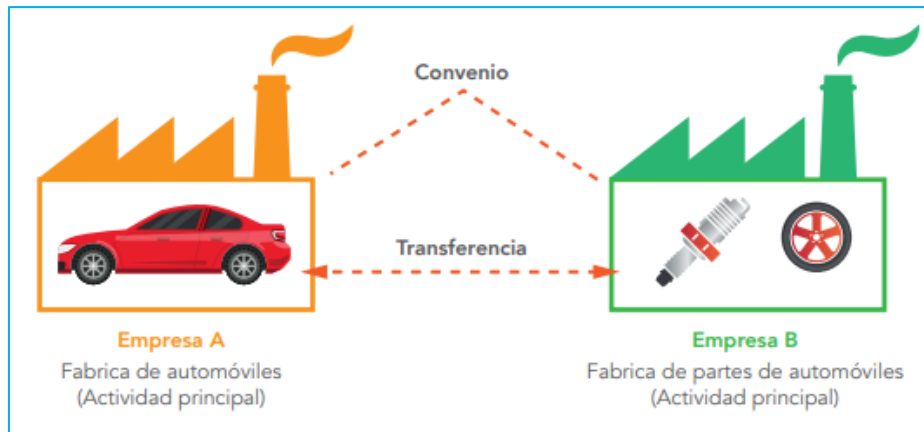 Convenio
Transferencia
Empresa A
Fabrica de automóviles
(Actividad principal)
Empresa B
Fabrica de partes de automóviles
(Actividad principal)